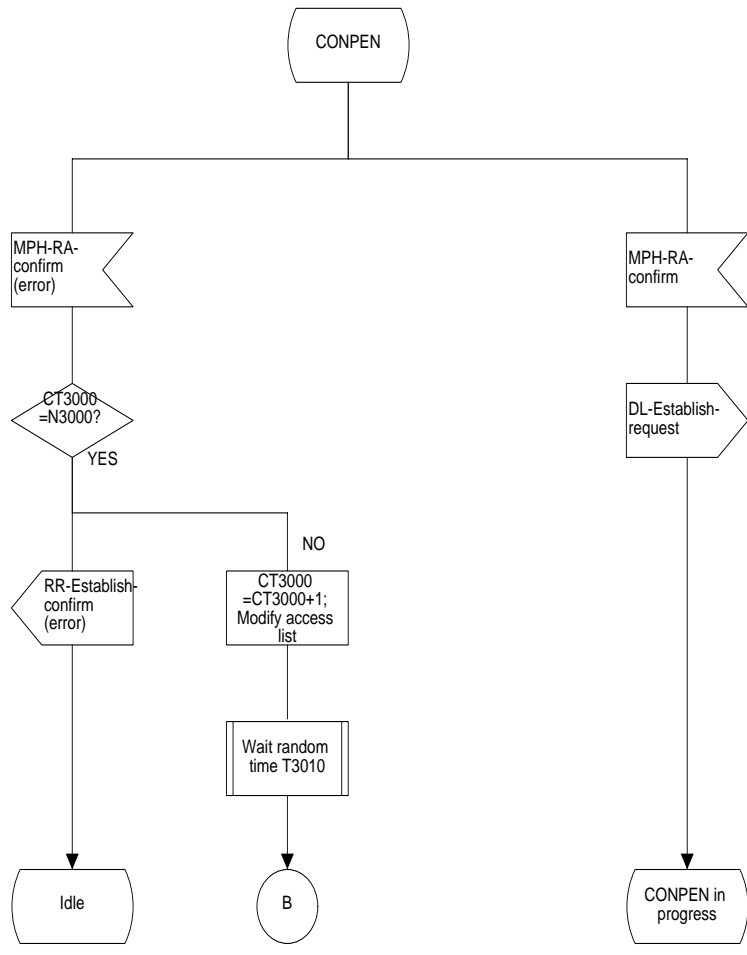 CONPEN
MPH-RA-
confirm
(error)
MPH-RA-
confirm
CT3000
=N3000?
DL-Establish-
request
YES
NO
RR-Establish-
confirm
(error)
CT3000
=CT3000+1;
Modify access
list
Wait random
time T3010
Idle
B
CONPEN in
progress